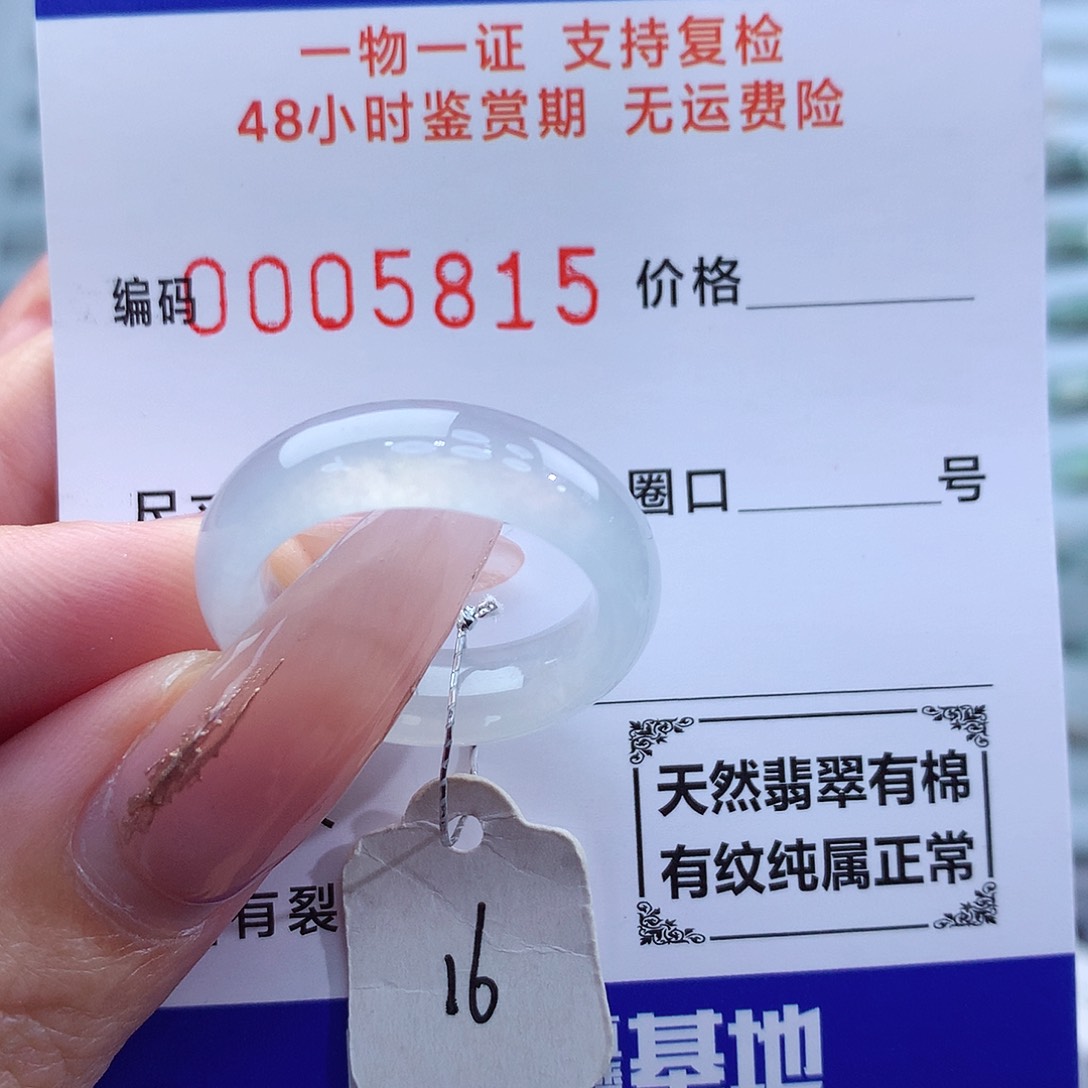 一物一证 支持复检
48小时鉴赏期 无运费险
编码0005815 价格
圈口 号
天然翡翠有棉
有纹纯属正常
有裂
16
基地